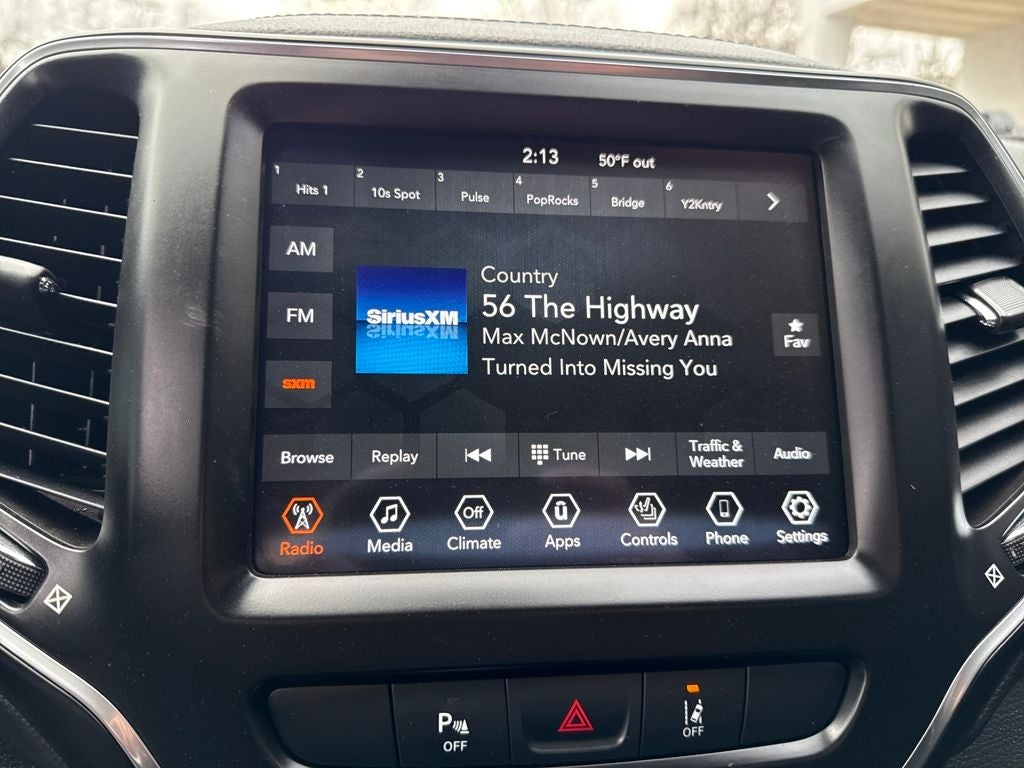 2:13 50°F out
1 Hits 1 2 10s Spot 3 Pulse 4 PopRocks 5 Bridge 6 Y2Kntry
AM
FM
sxm
SiriusXM
Country
56 The Highway
Max McNown/Avery Anna
Turned Into Missing You
Fav
Browse Replay Tune Traffic & Weather Audio
Off
Radio Media Climate Apps Controls Phone Settings
P OFF
OFF